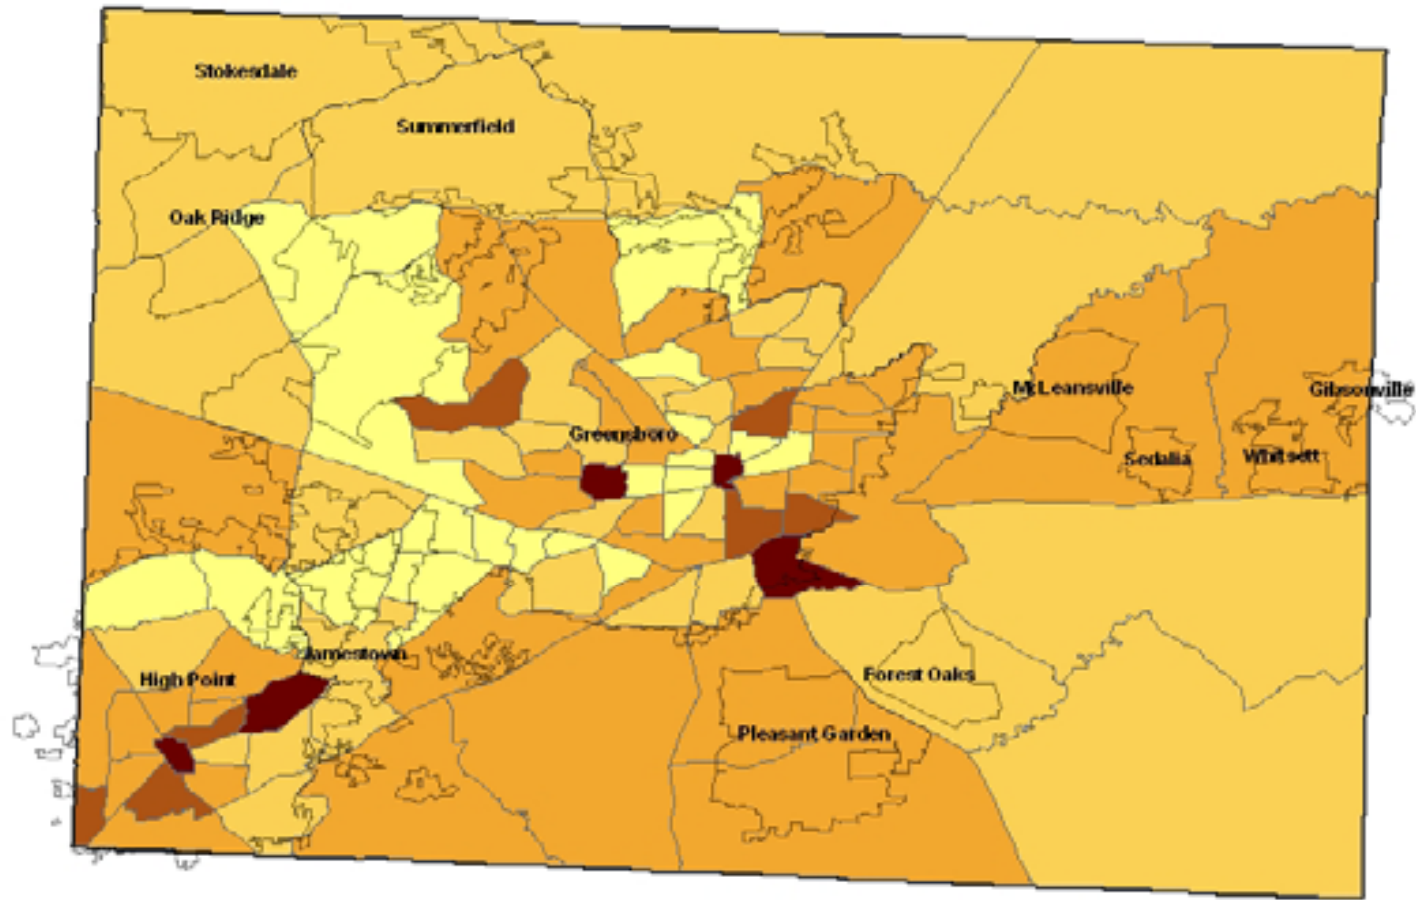 Stokesdale
Summerfield
Oak Ridge
McLeansville
Gibsonville
Greensboro
Sedalia
Whitsett
Jamestown
High Point
Forest Oaks
Pleasant Garden